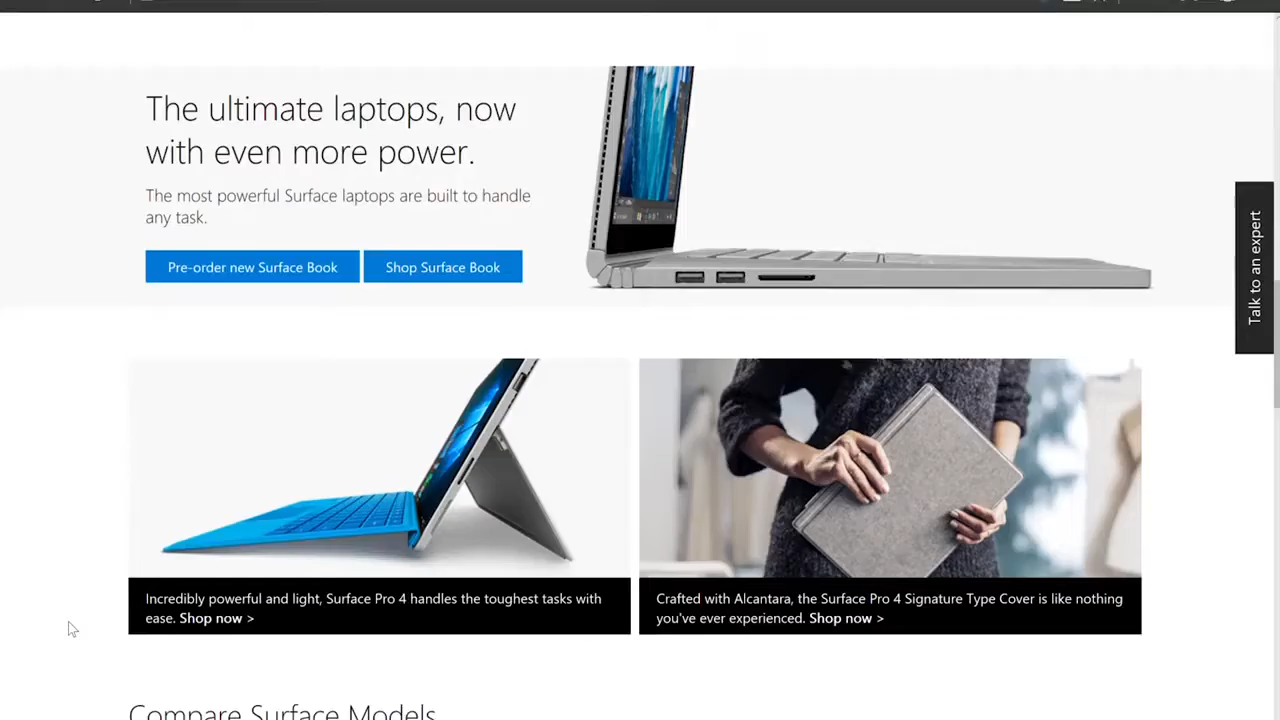 The ultimate laptops, now
with even more power.
The most powerful Surface laptops are built to handle
any task.
Pre-order new Surface Book
Shop Surface Book
Talk to an expert
Incredibly powerful and light, Surface Pro 4 handles the toughest tasks with
ease. Shop now >
Crafted with Alcantara, the Surface Pro 4 Signature Type Cover is like nothing
you've ever experienced. Shop now >
Compare Surface Models